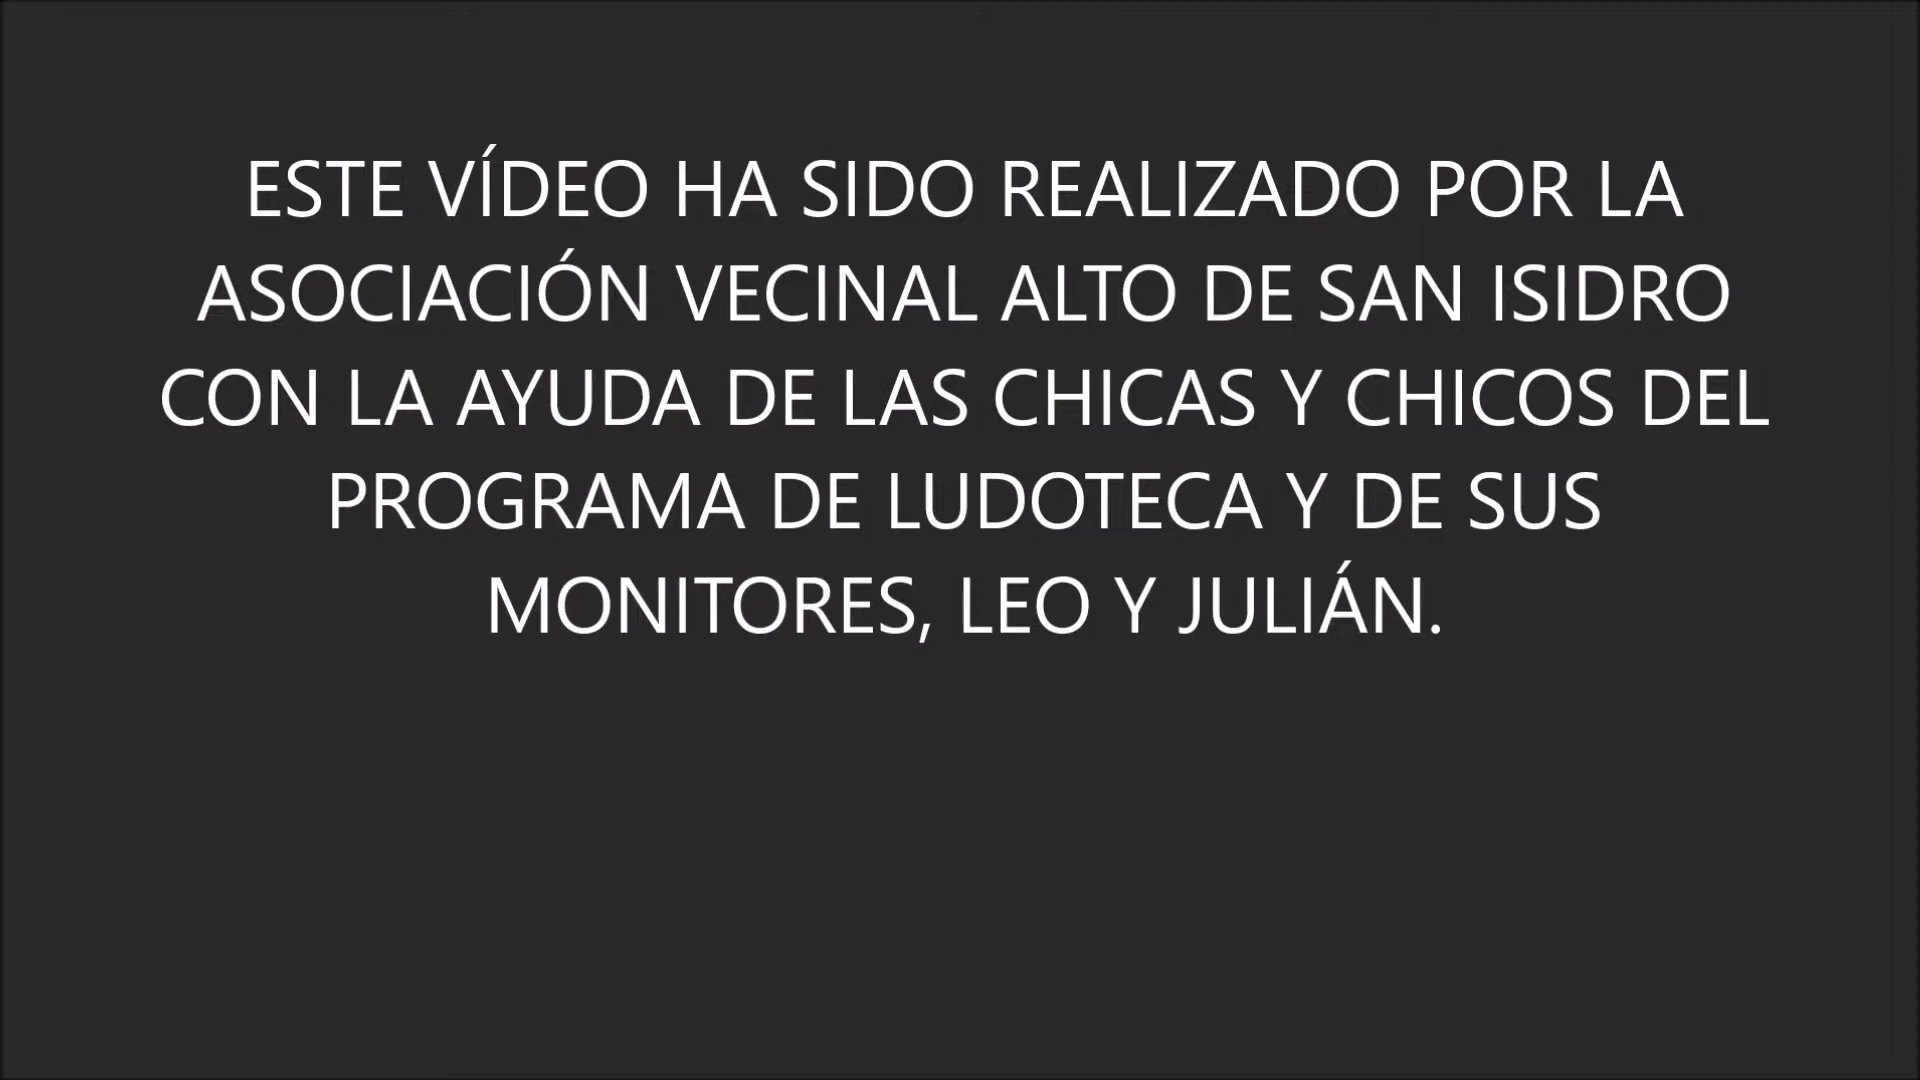 ESTE VÍDEO HA SIDO REALIZADO POR LA
ASOCIACIÓN VECINAL ALTO DE SAN ISIDRO
CON LA AYUDA DE LAS CHICAS Y CHICOS DEL
PROGRAMA DE LUDOTECA Y DE SUS
MONITORES, LEO Y JULIÁN.